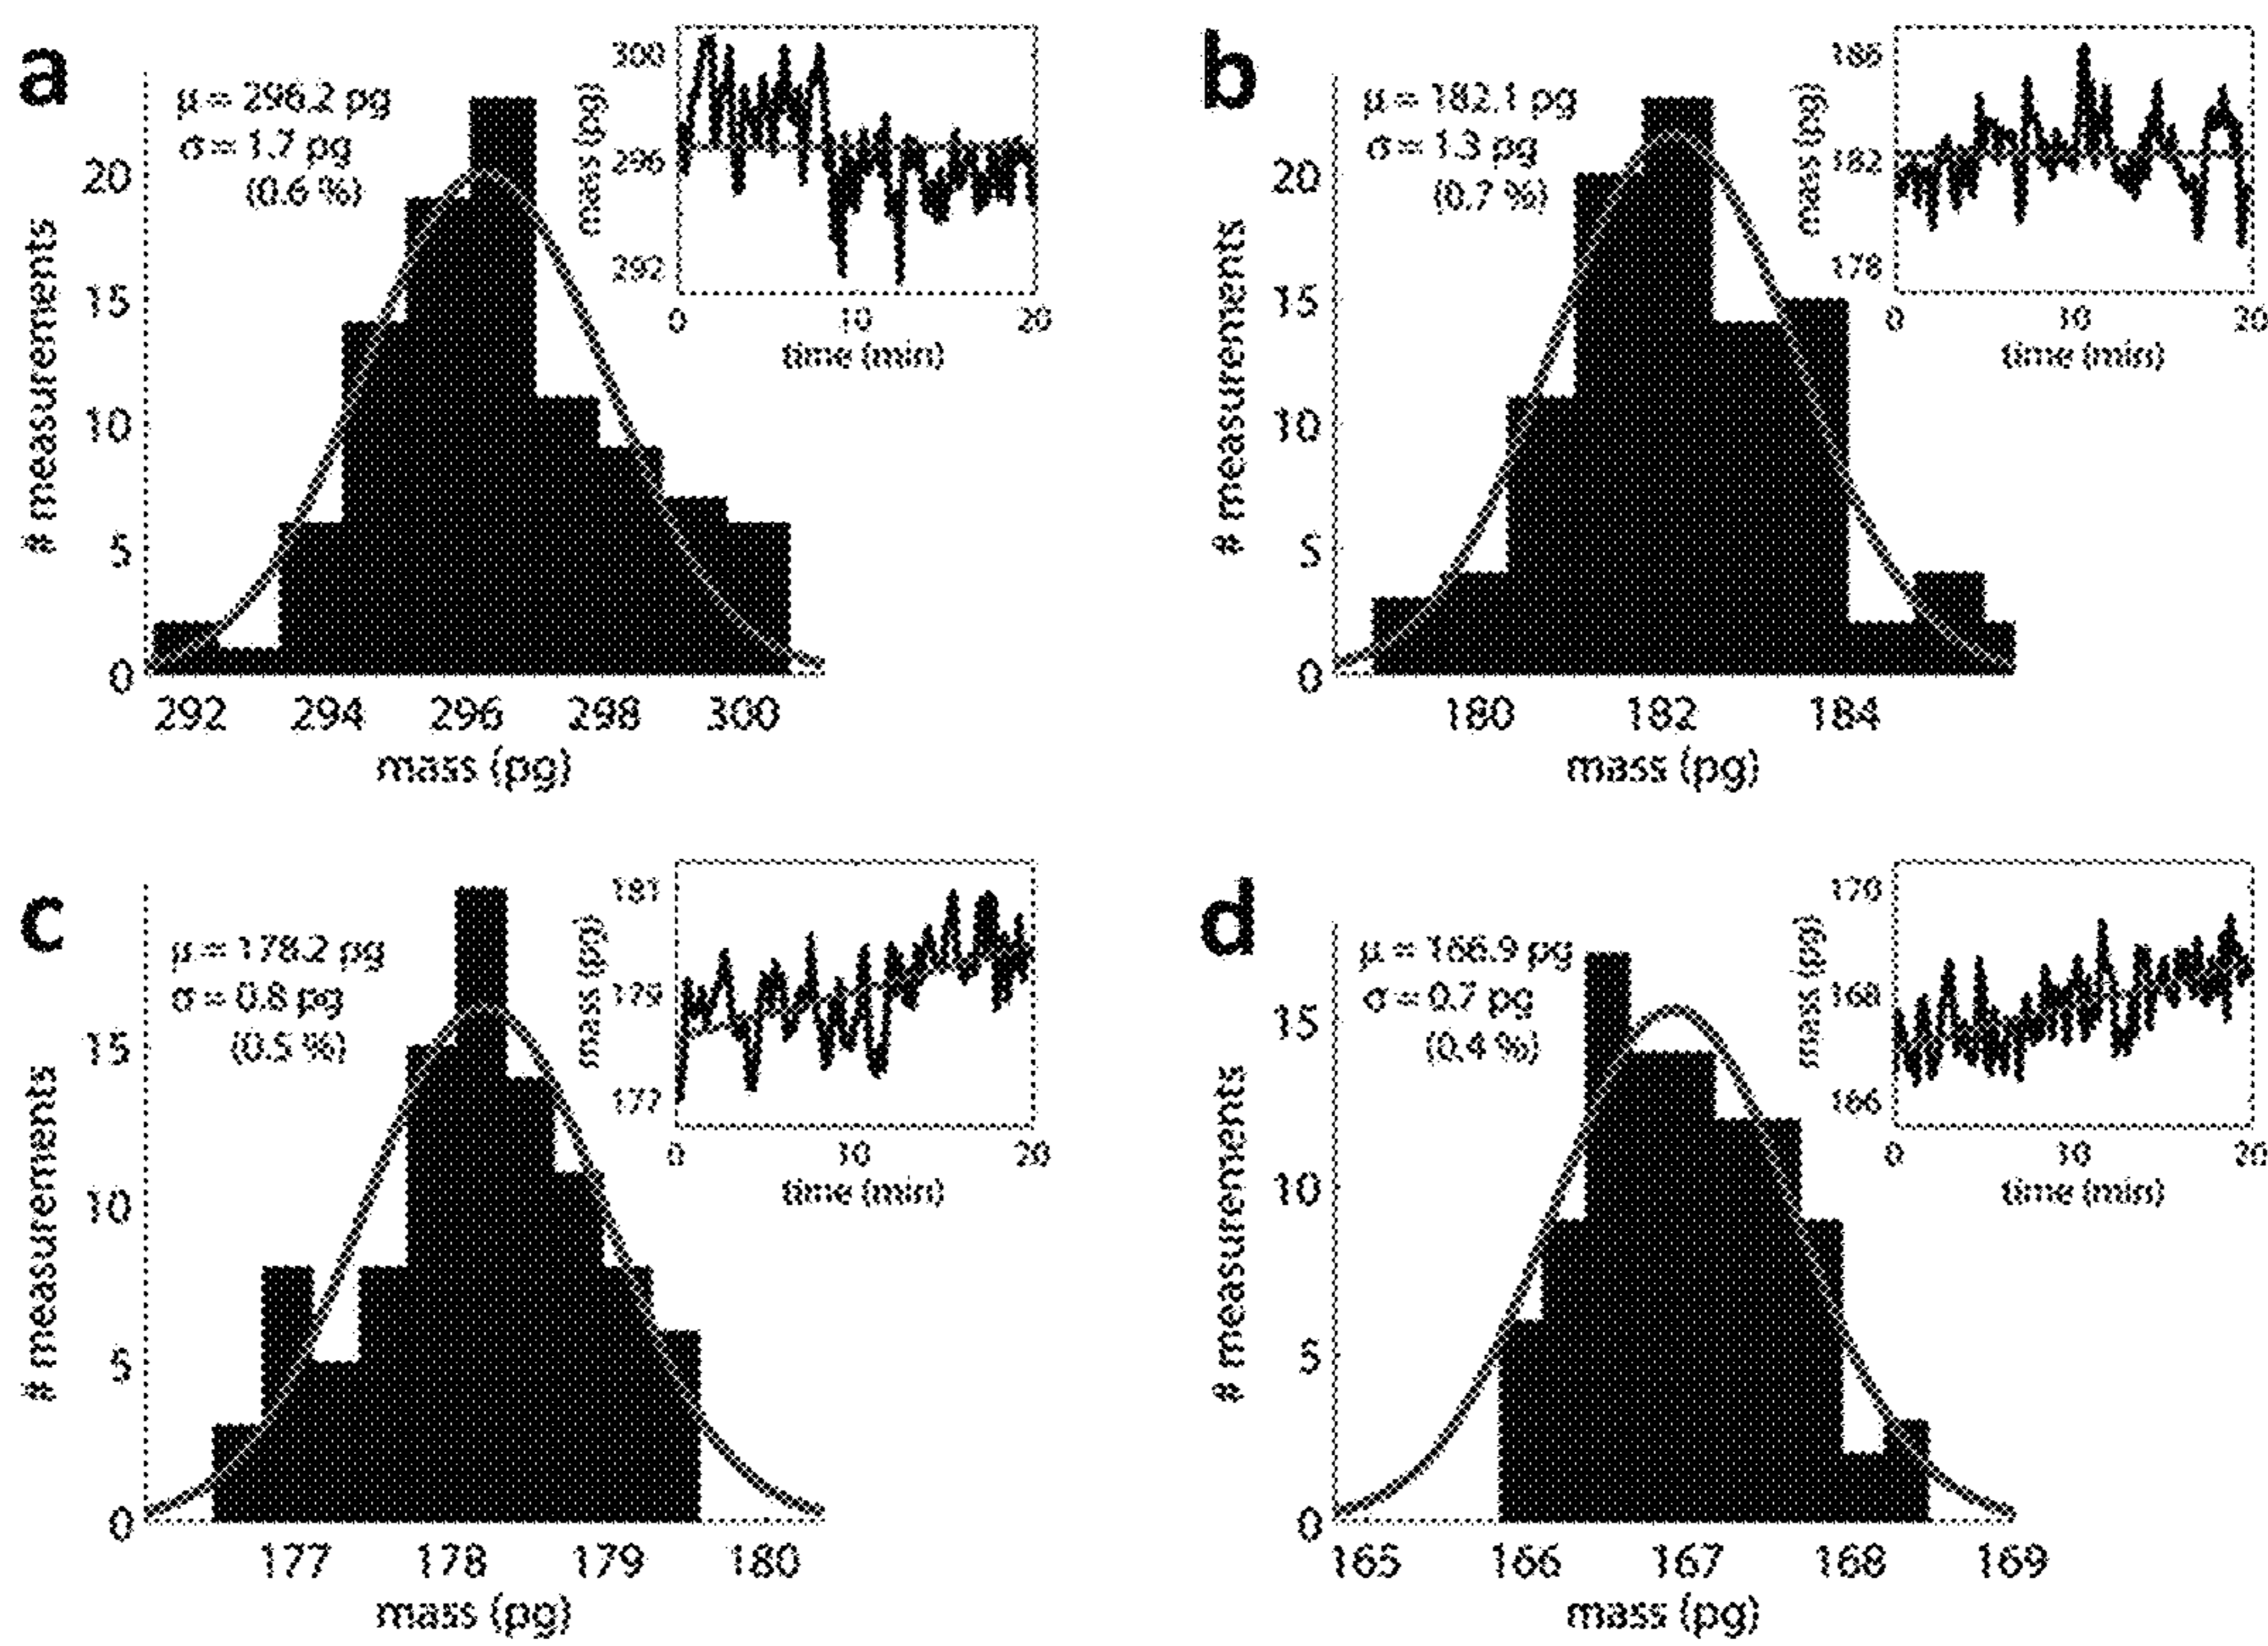 a
μ = 296.2 pg
σ = 1.7 pg
(0.6 %)
# measurements
20
15
10
5
0
292 294 296 298 300
mass (pg)
mass (pg)
300
296
292
0 10 20
time (min)
b
μ = 182.1 pg
σ = 1.3 pg
(0.7 %)
# measurements
20
15
10
5
0
180 182 184
mass (pg)
mass (pg)
186
182
178
0 10 20
time (min)
c
μ = 178.2 pg
σ = 0.8 pg
(0.5 %)
# measurements
15
10
5
0
177 178 179 180
mass (pg)
mass (pg)
181
179
177
0 10 20
time (min)
d
μ = 166.9 pg
σ = 0.7 pg
(0.4 %)
# measurements
15
10
5
0
165 166 167 168 169
mass (pg)
mass (pg)
170
168
166
0 10 20
time (min)